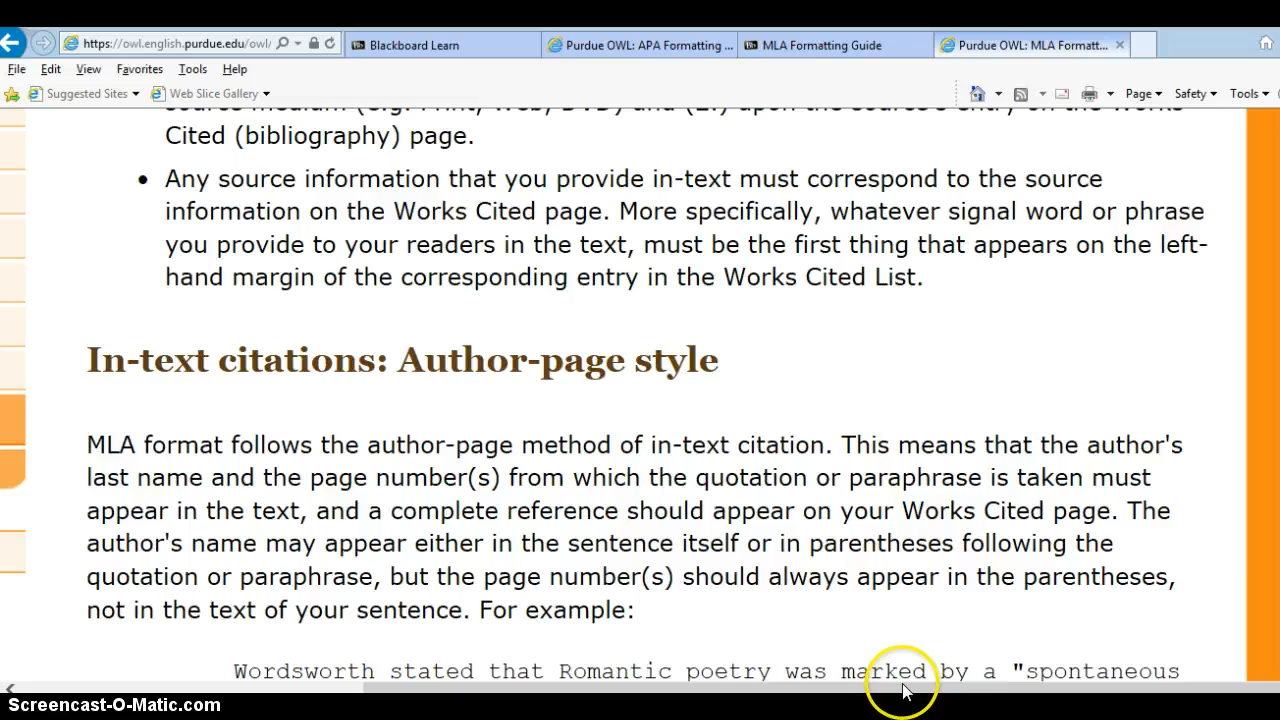 https://owl.english.purdue.edu/owl/
Blackboard Learn
Purdue OWL: APA Formatting ...
MLA Formatting Guide
Purdue OWL: MLA Formatt...
File Edit View Favorites Tools Help
Suggested Sites Web Slice Gallery Page Safety Tools
Cited (bibliography) page.
• Any source information that you provide in-text must correspond to the source
information on the Works Cited page. More specifically, whatever signal word or phrase
you provide to your readers in the text, must be the first thing that appears on the left-
hand margin of the corresponding entry in the Works Cited List.
In-text citations: Author-page style
MLA format follows the author-page method of in-text citation. This means that the author's
last name and the page number(s) from which the quotation or paraphrase is taken must
appear in the text, and a complete reference should appear on your Works Cited page. The
author's name may appear either in the sentence itself or in parentheses following the
quotation or paraphrase, but the page number(s) should always appear in the parentheses,
not in the text of your sentence. For example:
Wordsworth stated that Romantic poetry was marked by a "spontaneous
Screencast-O-Matic.com